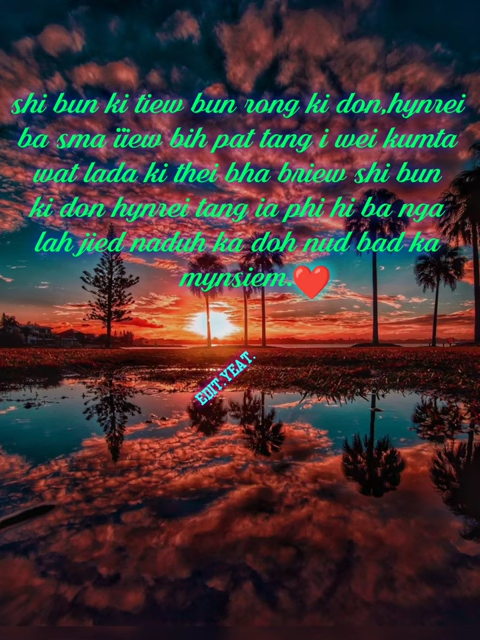 shi bun ki tiew bun rong ki don,hynrei
ba sma iiew bih pat tang i wei kumta
wat lada ki thei bha briew shi bun
ki don hynrei tang ia phi hi ba nga
lah jied naduh ka doh nud bad ka
mynsiem.❤️
EDIT.YEAT.